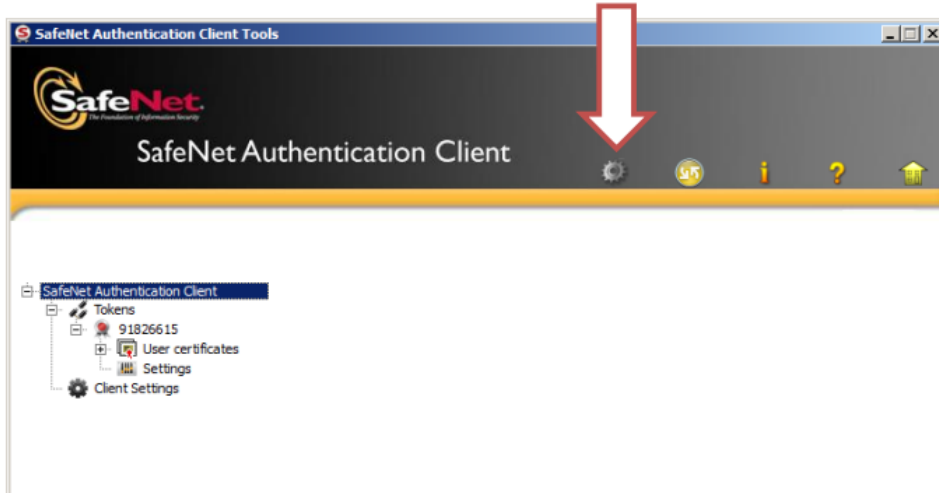 SafeNet Authentication Client Tools
SafeNet.
The Foundation of Information Security
SafeNet Authentication Client
SafeNet Authentication Client
Tokens
91826615
User certificates
Settings
Client Settings